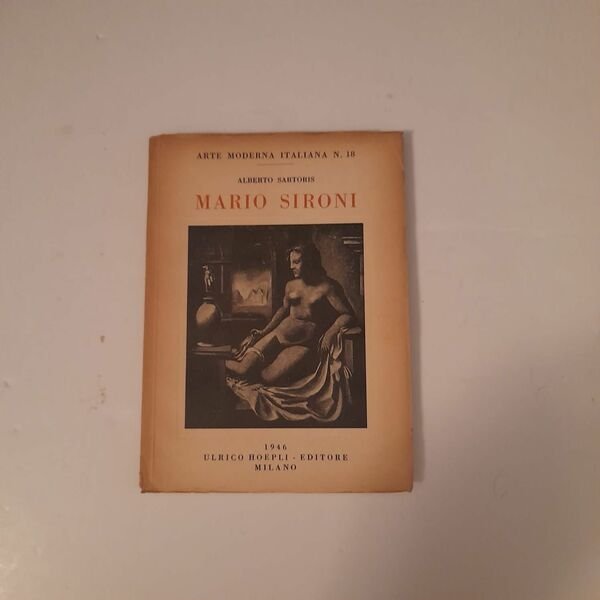 ARTE MODERNA ITALIANA N. 18
ALBERTO SARTORIS
MARIO SIRONI
1946
ULRICO HOEPLI - EDITORE
MILANO